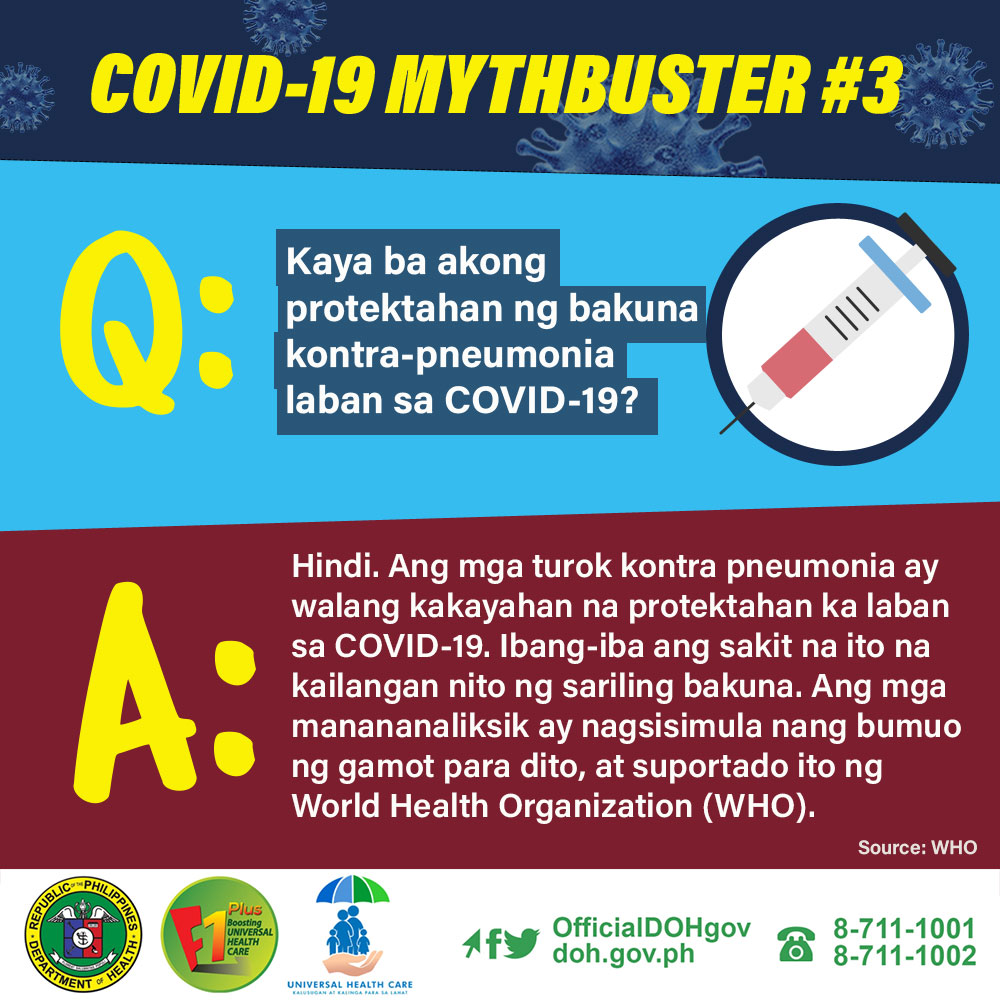 COVID-19 MYTHBUSTER #3
Q:
Kaya ba akong
protektahan ng bakuna
kontra-pneumonia
laban sa COVID-19?
A:
Hindi. Ang mga turok kontra pneumonia ay
walang kakayahan na protektahan ka laban
sa COVID-19. Ibang-iba ang sakit na ito na
kailangan nito ng sariling bakuna. Ang mga
manananaliksik ay nagsisimula nang bumuo
ng gamot para dito, at suportado ito ng
World Health Organization (WHO).
Source: WHO
REPUBLIC OF THE PHILIPPINES
DEPARTMENT OF HEALTH
F1 Plus
Boosting
UNIVERSAL
HEALTH
CARE
UNIVERSAL HEALTH CARE
KALUSUGAN AT KALINGA PARA SA LAHAT
OfficialDOHgov
doh.gov.ph
8-711-1001
8-711-1002